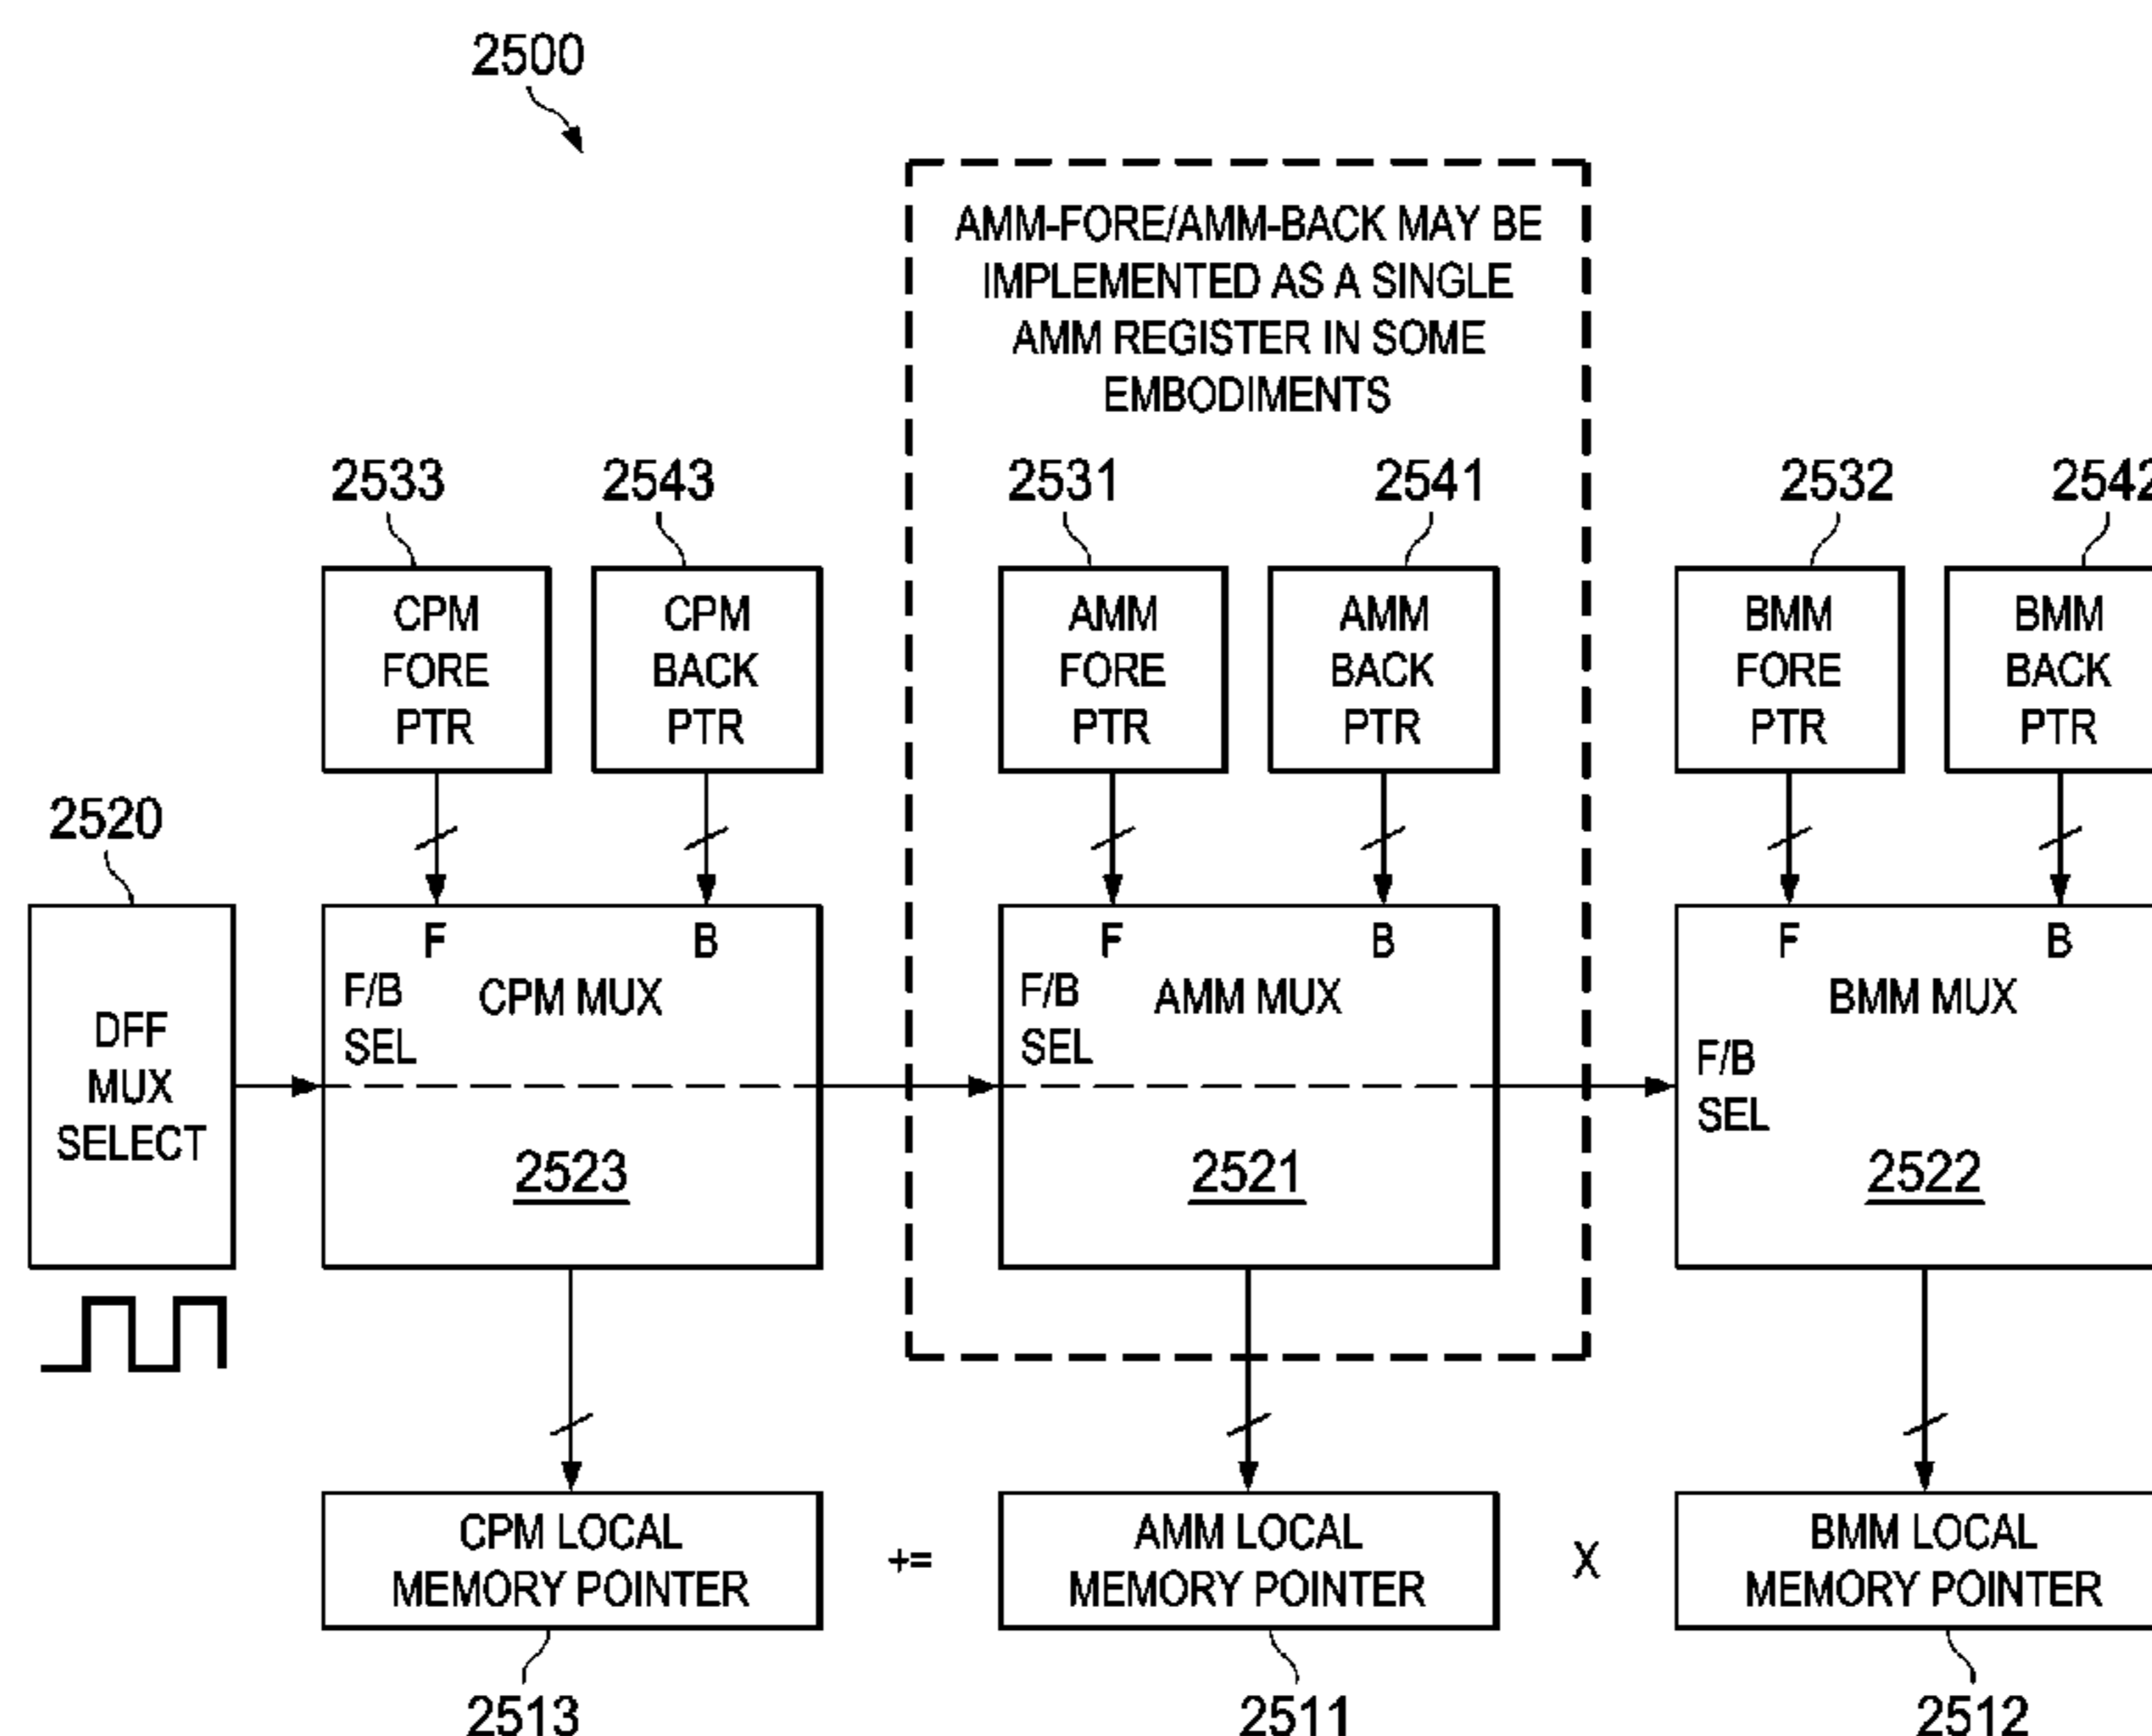 2500
AMM-FORE/AMM-BACK MAY BE
IMPLEMENTED AS A SINGLE
AMM REGISTER IN SOME
EMBODIMENTS
2533
2543
2531
2541
2532
2542
CPM
FORE
PTR
CPM
BACK
PTR
AMM
FORE
PTR
AMM
BACK
PTR
BMM
FORE
PTR
BMM
BACK
PTR
2520
DFF
MUX
SELECT
F
B
F/B
SEL
CPM MUX
2523
F
B
F/B
SEL
AMM MUX
2521
F
B
BMM MUX
F/B
SEL
2522
CPM LOCAL
MEMORY POINTER
+=
AMM LOCAL
MEMORY POINTER
X
BMM LOCAL
MEMORY POINTER
2513
2511
2512